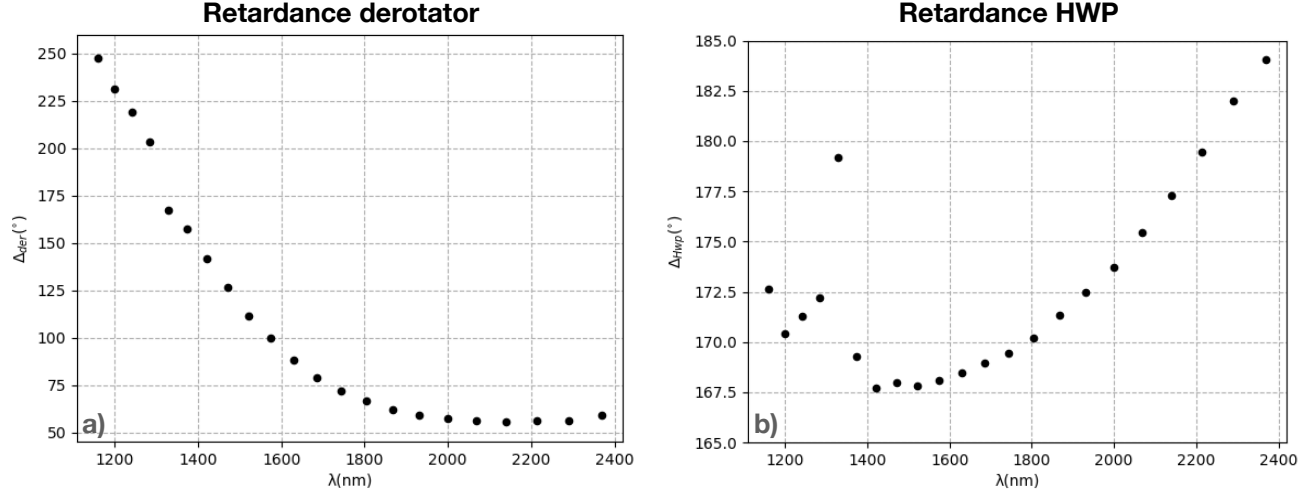 Retardance derotator
250
225
200
175
150
125
100
75
50
Δder(°)
a)
1200 1400 1600 1800 2000 2200 2400
λ(nm)
Retardance HWP
185.0
182.5
180.0
177.5
175.0
172.5
170.0
167.5
165.0
ΔHwp(°)
b)
1200 1400 1600 1800 2000 2200 2400
λ(nm)